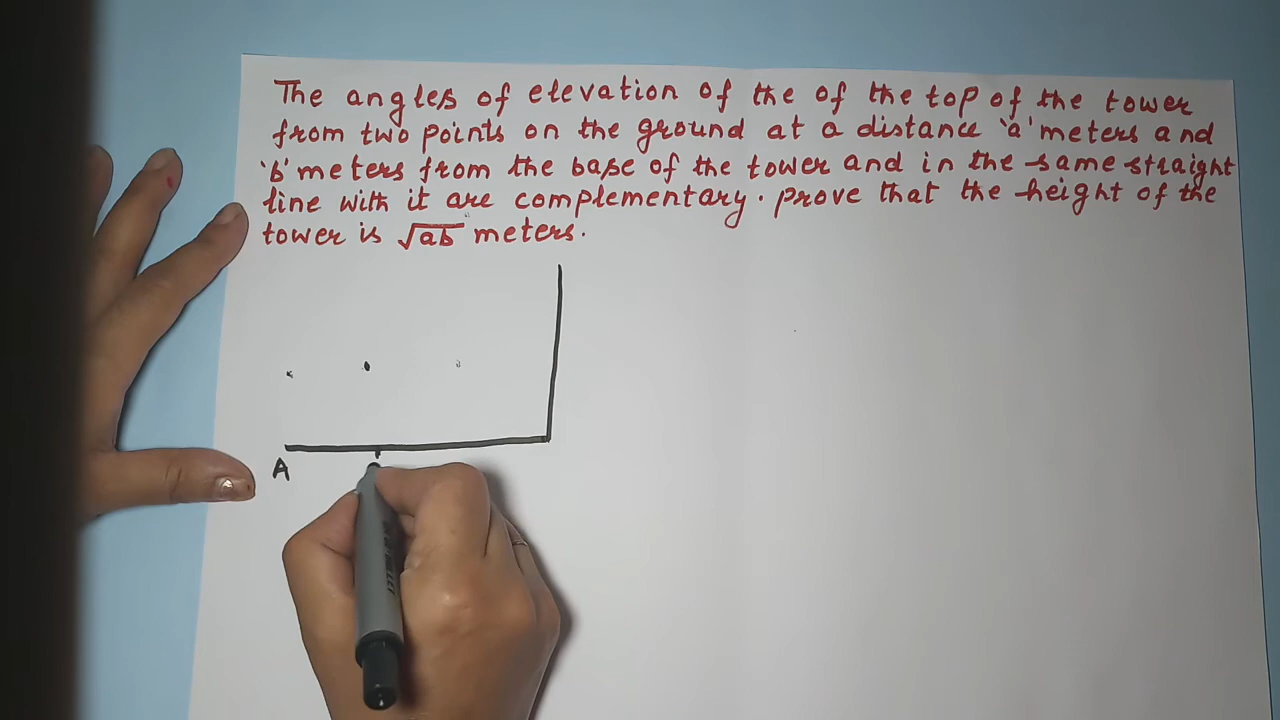 The angles of elevation of the of the top of the tower
from two points on the ground at a distance 'a' meters and
'b' meters from the base of the tower and in the same straight
line with it are complementary. prove that the height of the
tower is √ab meters.
A